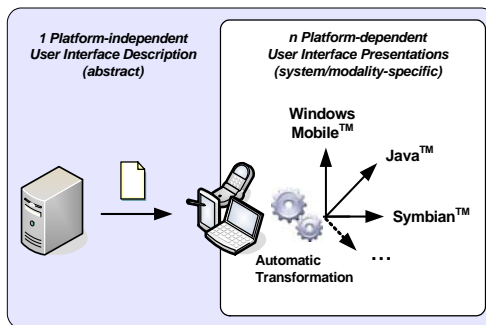 1 Platform-independent
User Interface Description
(abstract)
n Platform-dependent
User Interface Presentations
(system/modality-specific)
Windows
Mobile™
Java™
Symbian™
...
Automatic
Transformation